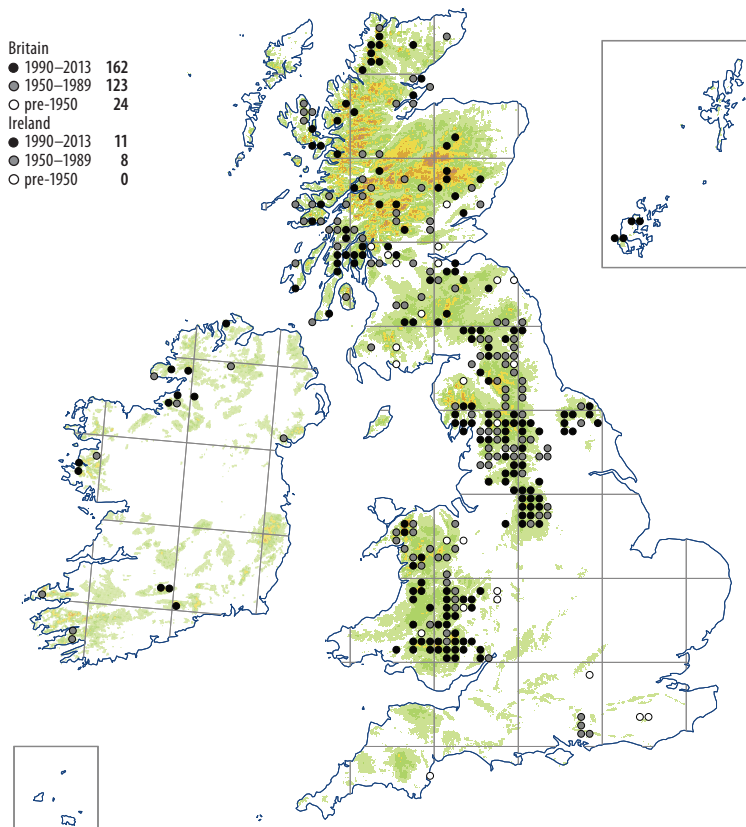 Britain
● 1990–2013 162
● 1950–1989 123
○ pre-1950 24
Ireland
● 1990–2013 11
● 1950–1989 8
○ pre-1950 0